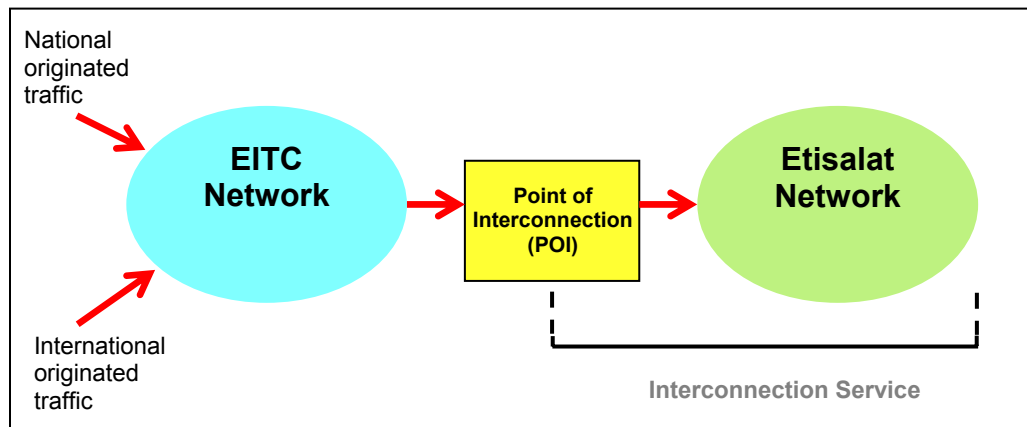 National
originated
traffic
EITC
Network
Point of
Interconnection
(POI)
Etisalat
Network
International
originated
traffic
Interconnection Service